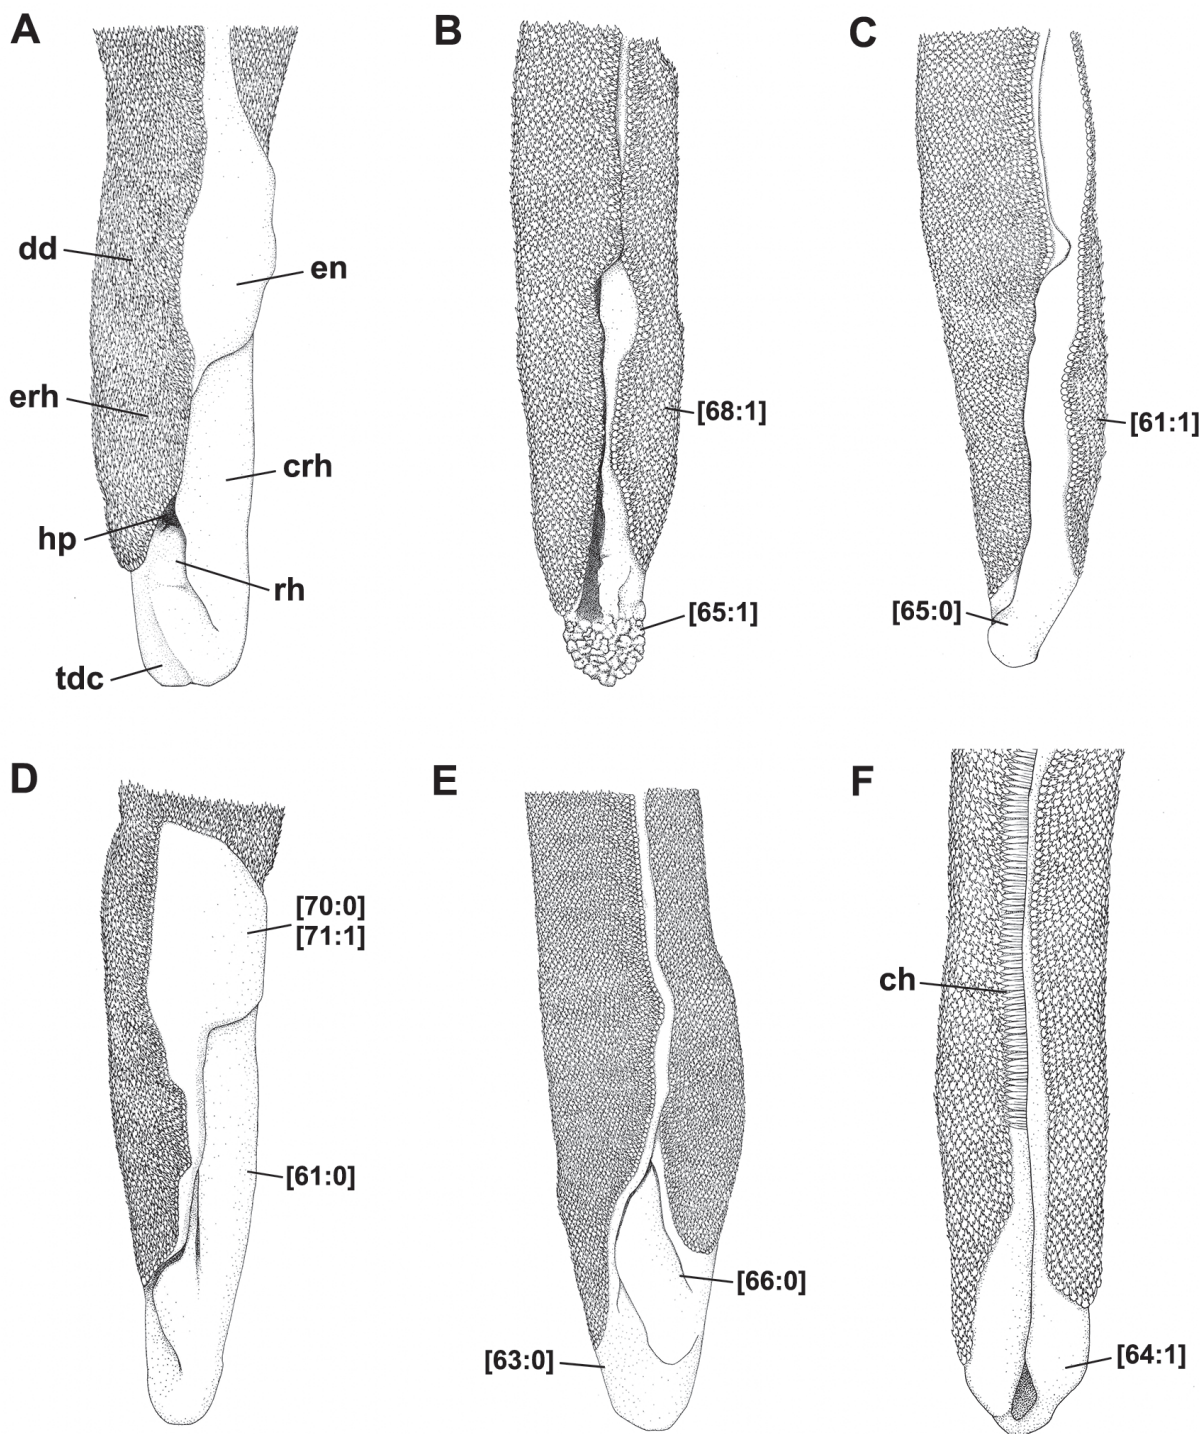 A
B
C
dd
en
erh
crh
hp
rh
tdc
[68:1]
[65:1]
[61:1]
[65:0]
D
E
F
[70:0]
[71:1]
[61:0]
[66:0]
[63:0]
ch
[64:1]